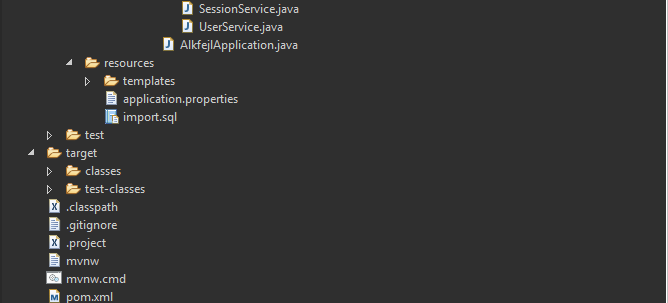 SessionService.java
UserService.java
AlkfejlApplication.java
resources
templates
application.properties
import.sql
test
target
classes
test-classes
.classpath
.gitignore
.project
mvnw
mvnw.cmd
pom.xml